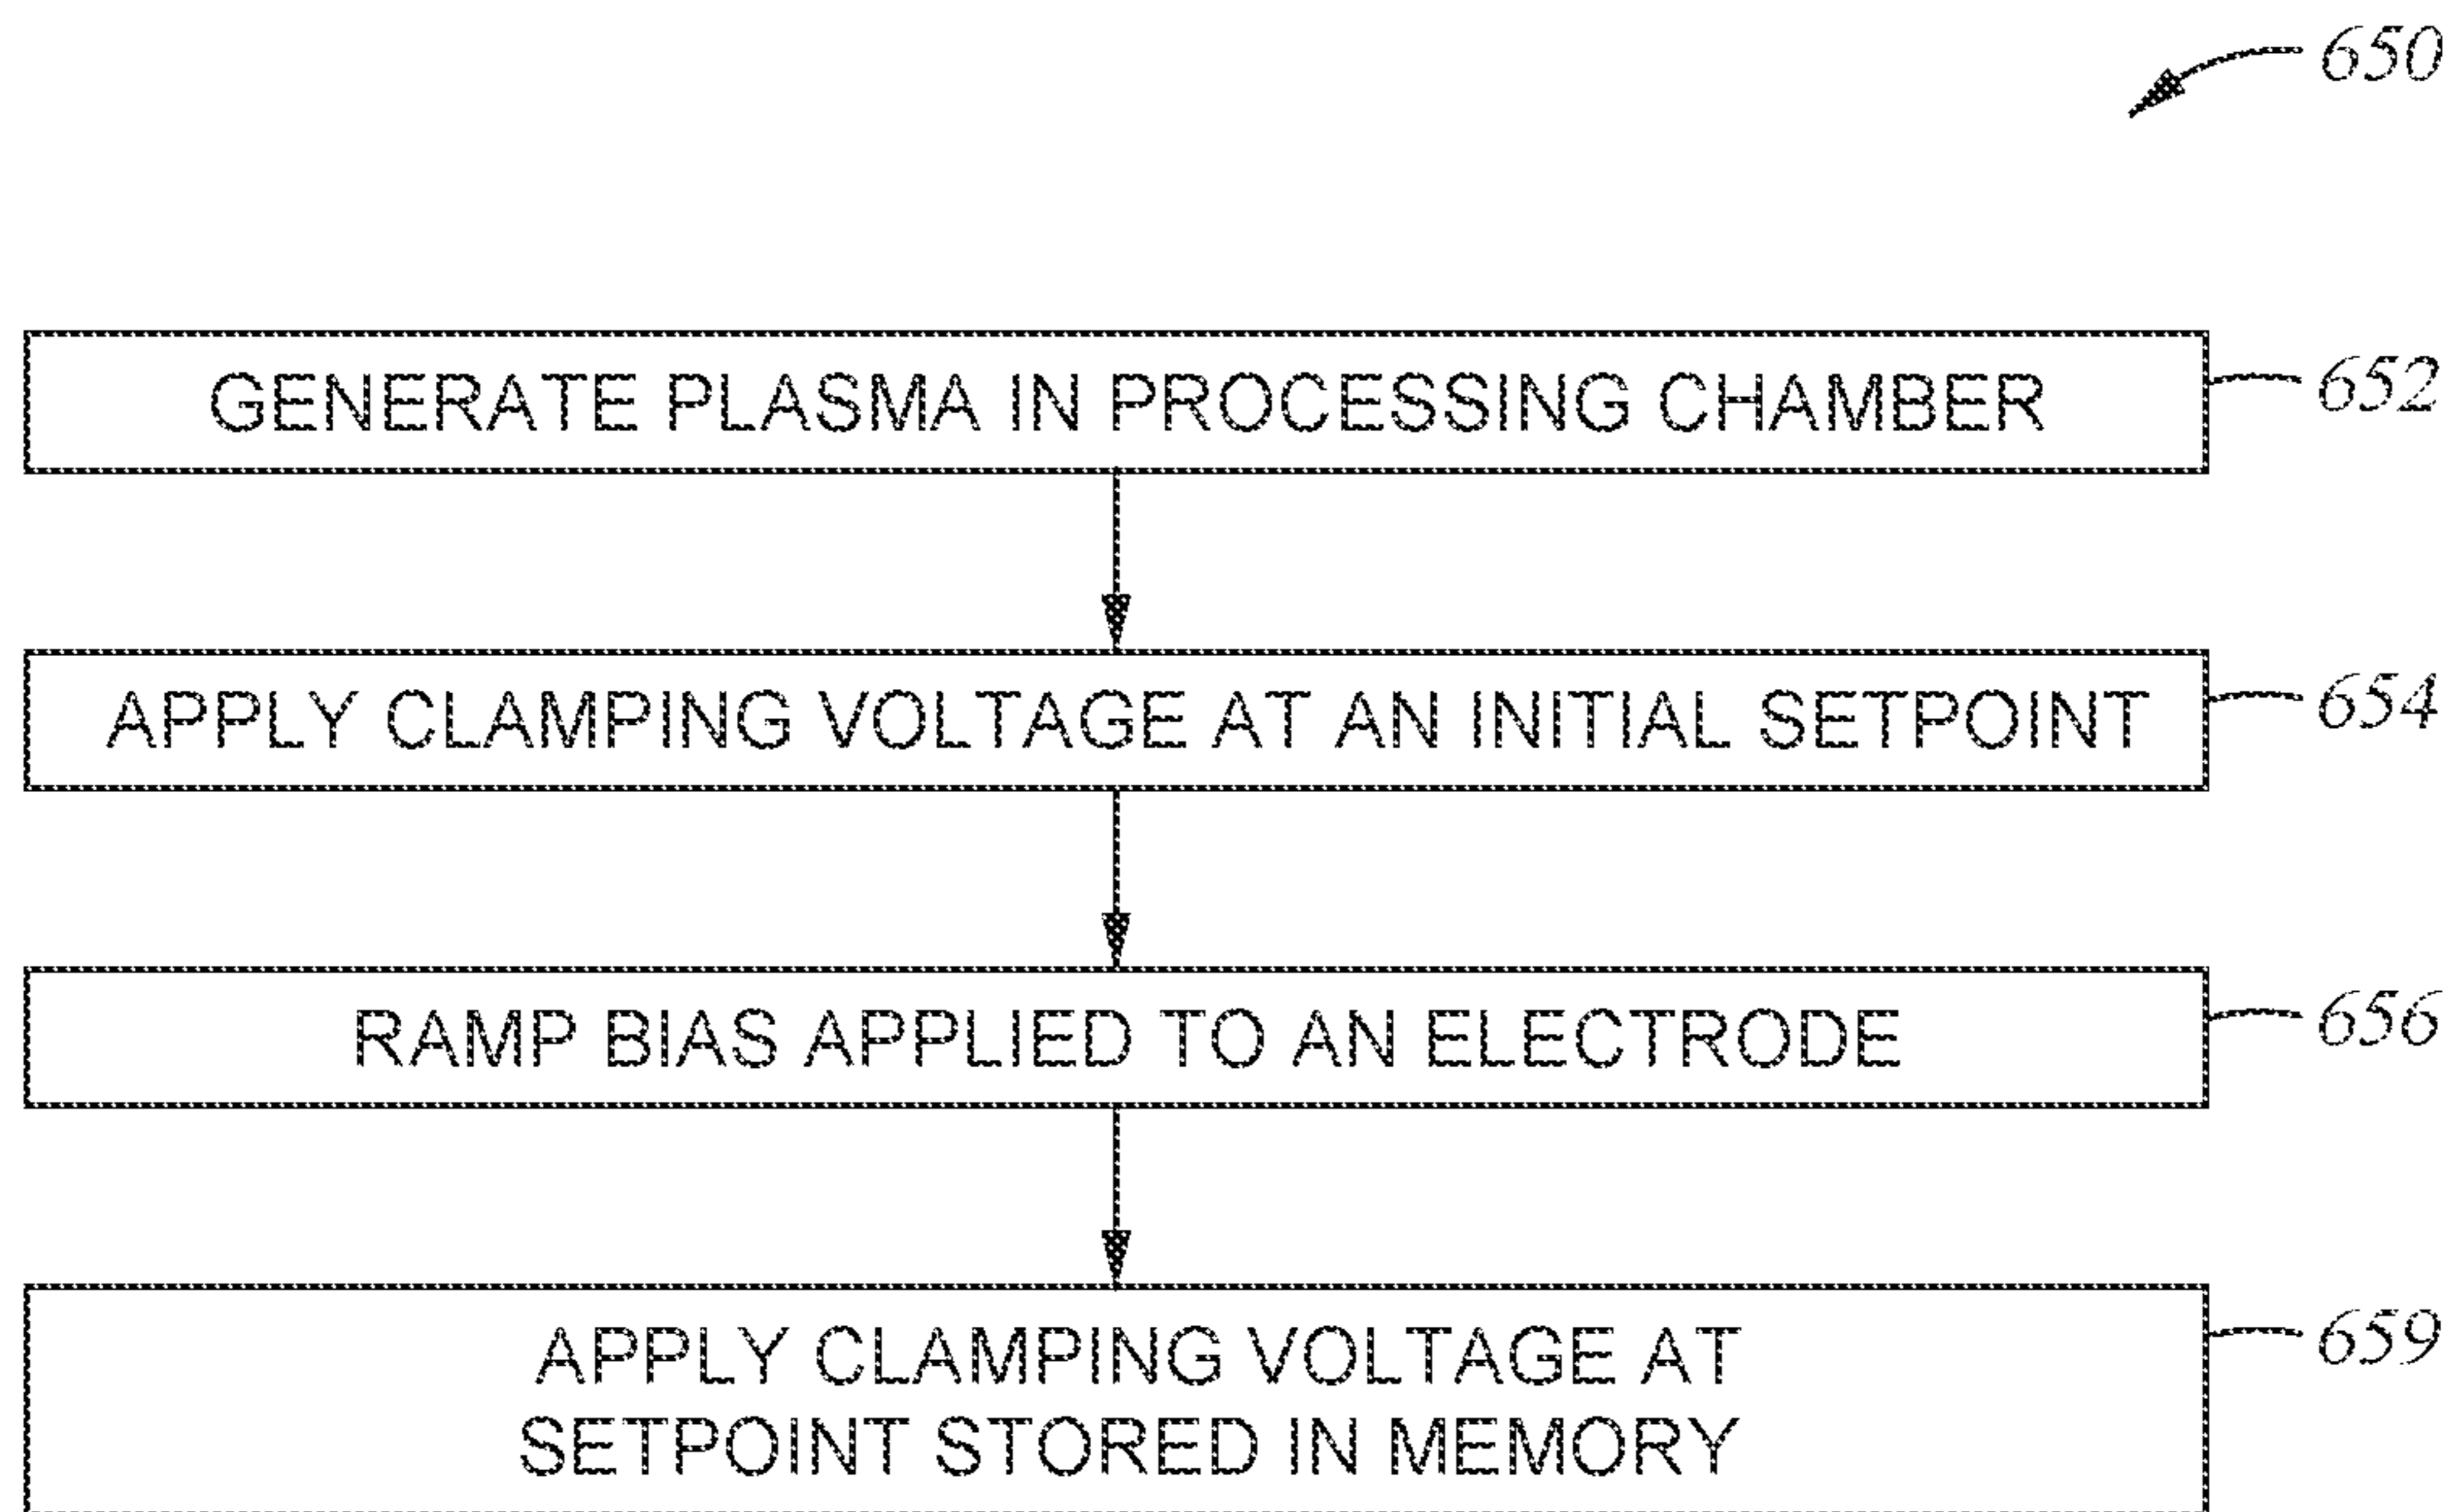 650
GENERATE PLASMA IN PROCESSING CHAMBER
652
APPLY CLAMPING VOLTAGE AT AN INITIAL SETPOINT
654
RAMP BIAS APPLIED TO AN ELECTRODE
656
APPLY CLAMPING VOLTAGE AT
659
SETPOINT STORED IN MEMORY